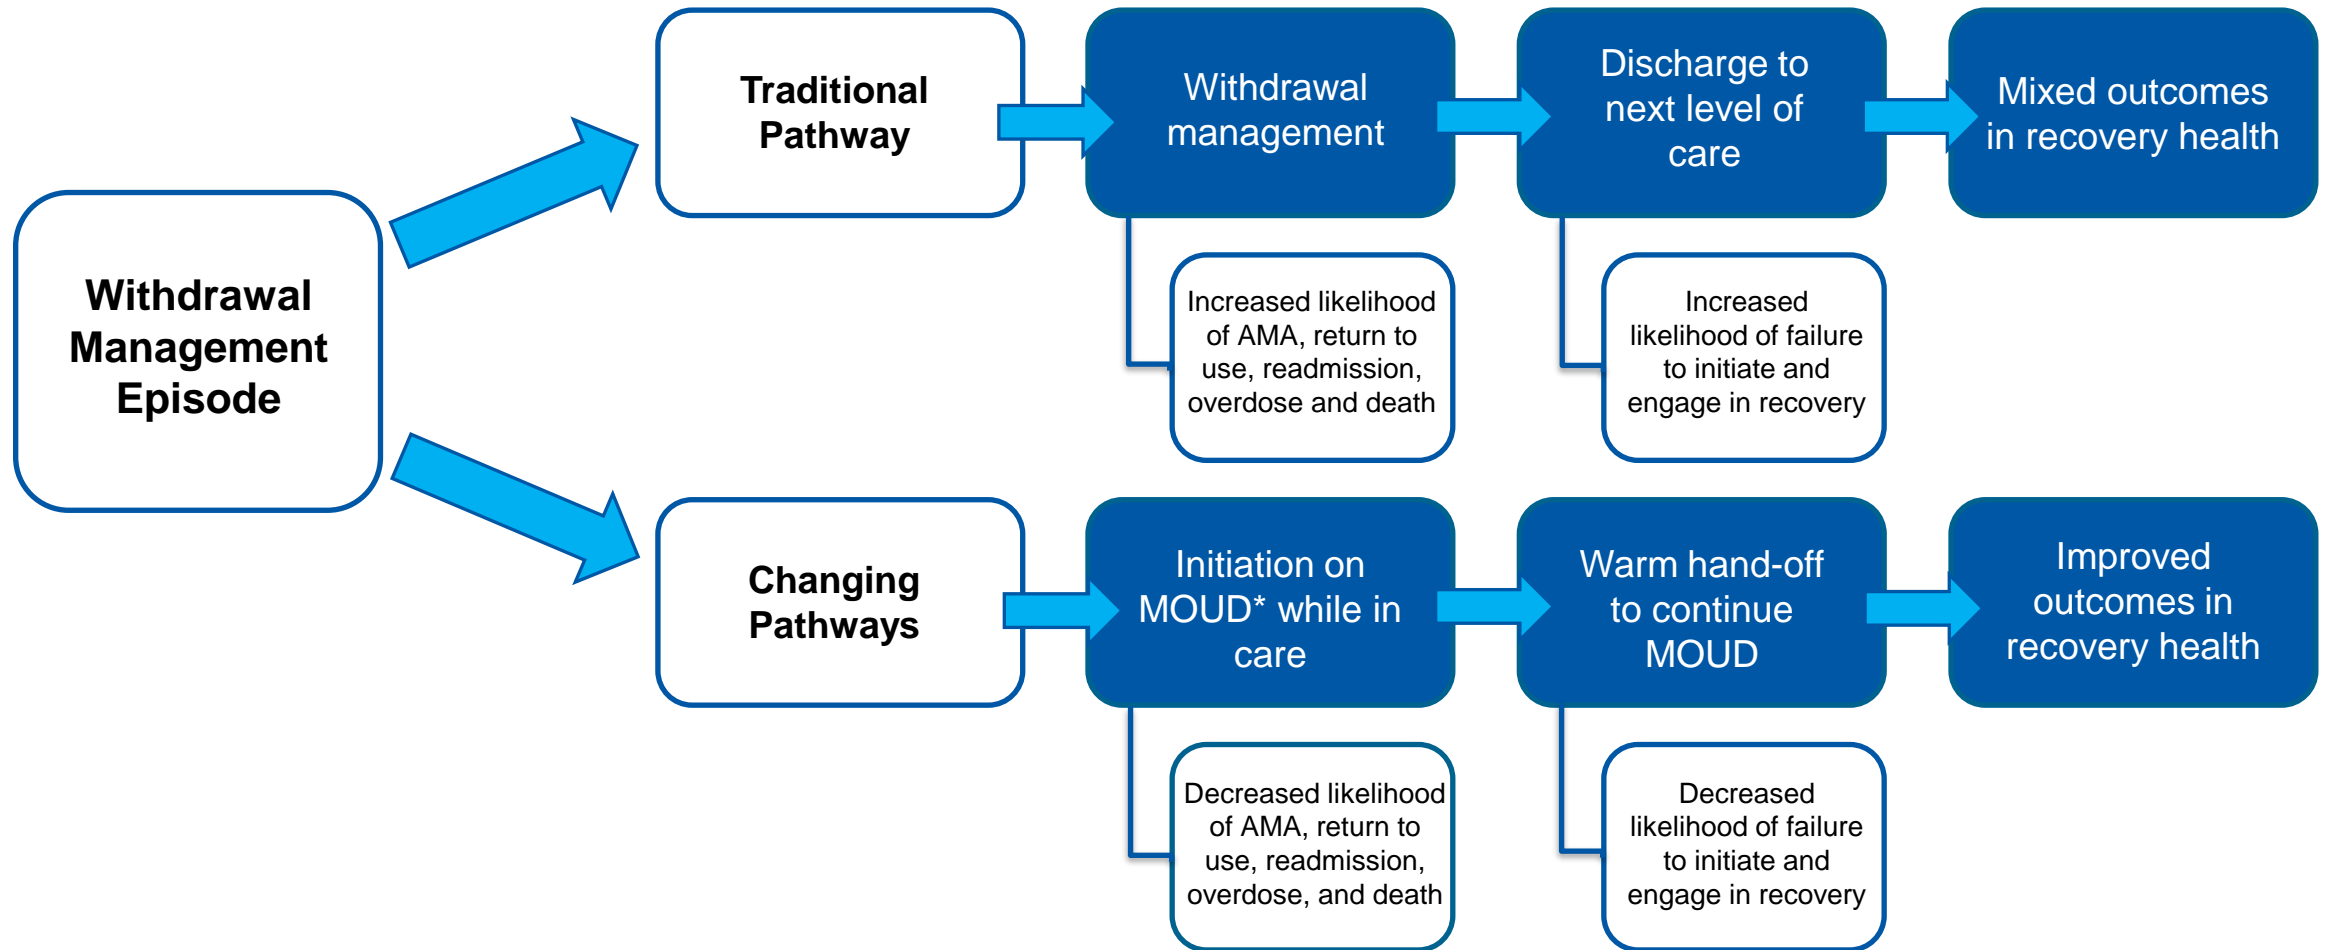 Withdrawal
Management
Episode
Traditional
Pathway
Withdrawal
management
Discharge to
next level of
care
Mixed outcomes
in recovery health
Increased likelihood
of AMA, return to
use, readmission,
overdose and death
Increased
likelihood of failure
to initiate and
engage in recovery
Changing
Pathways
Initiation on
MOUD* while in
care
Warm hand-off
to continue
MOUD
Improved
outcomes in
recovery health
Decreased likelihood
of AMA, return to
use, readmission,
overdose, and death
Decreased
likelihood of failure
to initiate and
engage in recovery